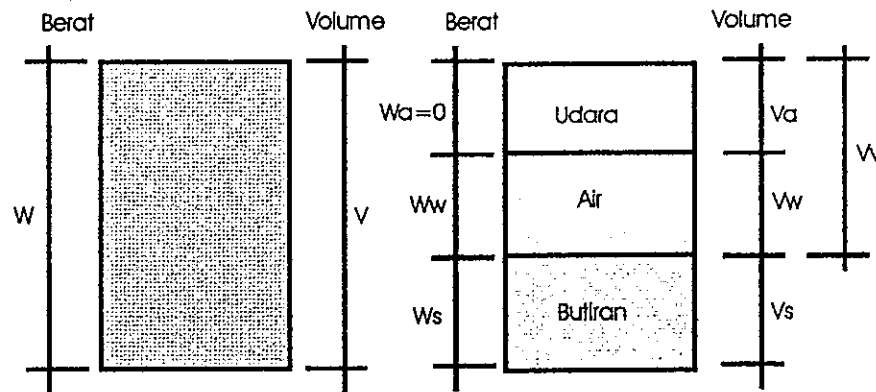 Berat Volume Berat Volume
Wa=0 Udara Va
W V Ww Air Vw Vv
Ws Butiran Vs